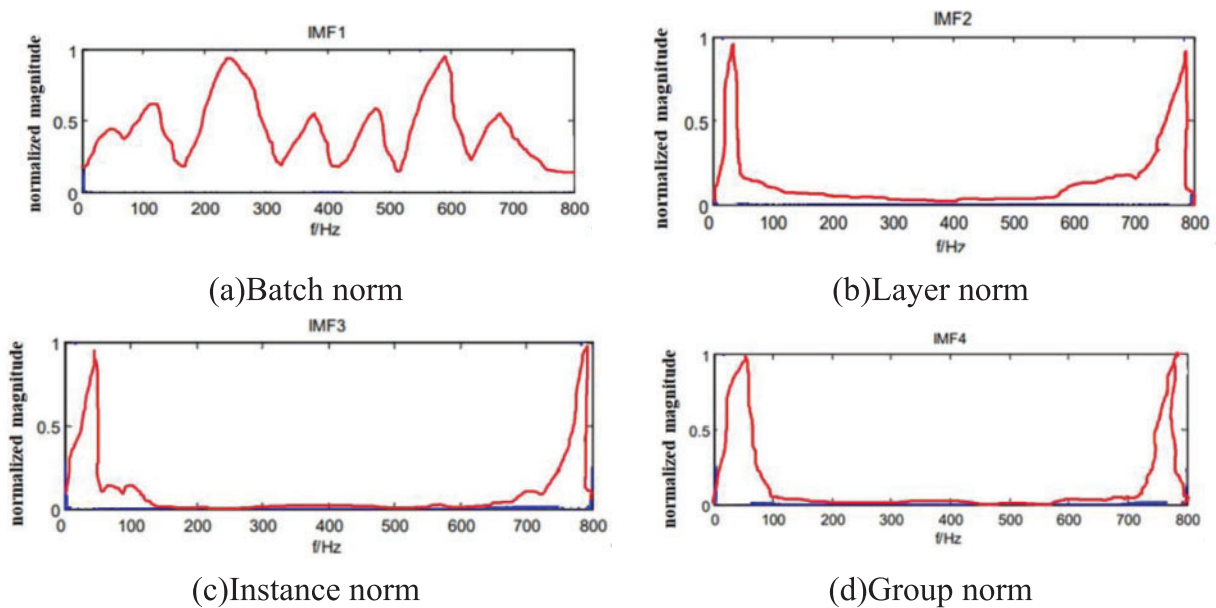 IMF1
normalized magnitude
1
0.5
0
0 100 200 300 400 500 600 700 800
f/Hz
(a)Batch norm
IMF2
normalized magnitude
1
0.5
0
0 100 200 300 400 500 600 700 800
f/Hz
(b)Layer norm
IMF3
normalized magnitude
1
0.5
0
0 100 200 300 400 500 600 700 800
f/Hz
(c)Instance norm
IMF4
normalized magnitude
1
0.5
0
0 100 200 300 400 500 600 700 800
f/Hz
(d)Group norm